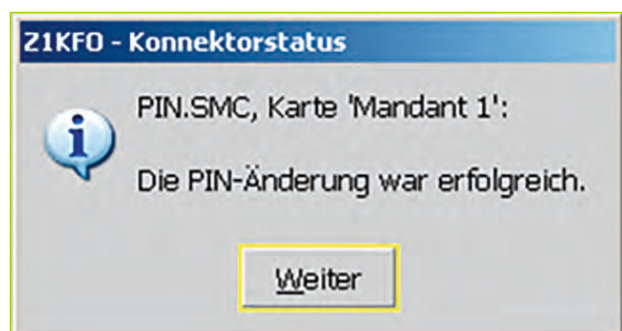 Z1KFO - Konnektorstatus
PIN.SMC, Karte 'Mandant 1':
Die PIN-Änderung war erfolgreich.
Weiter